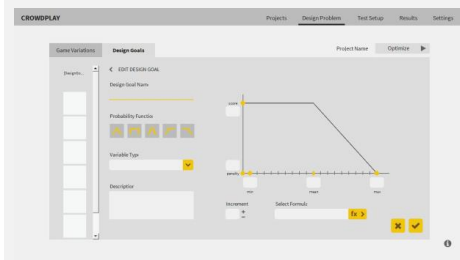 CROWDPLAY
Projects Design Problem Test Setup Results Settings
Game Variations Design Goals Project Name Optimize
EDIT DESIGN GOAL
Design Goal Name
Probability Functio
Variable Type
Description
score
penalty
min max
Increment Select Formula
+
-
fx >